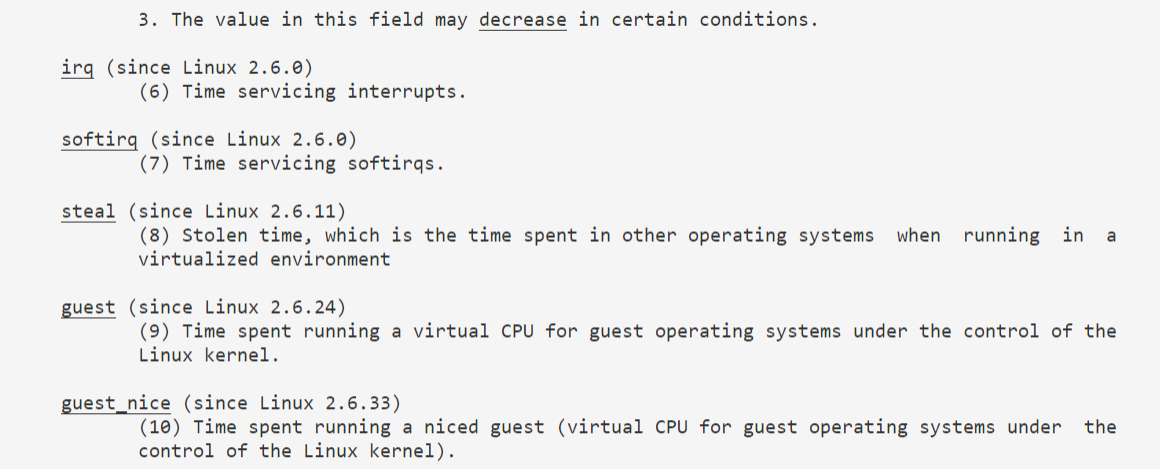 3. The value in this field may decrease in certain conditions.
irq (since Linux 2.6.0)
(6) Time servicing interrupts.
softirq (since Linux 2.6.0)
(7) Time servicing softirqs.
steal (since Linux 2.6.11)
(8) Stolen time, which is the time spent in other operating systems when running in a
virtualized environment
guest (since Linux 2.6.24)
(9) Time spent running a virtual CPU for guest operating systems under the control of the
Linux kernel.
guest_nice (since Linux 2.6.33)
(10) Time spent running a niced guest (virtual CPU for guest operating systems under the
control of the Linux kernel).